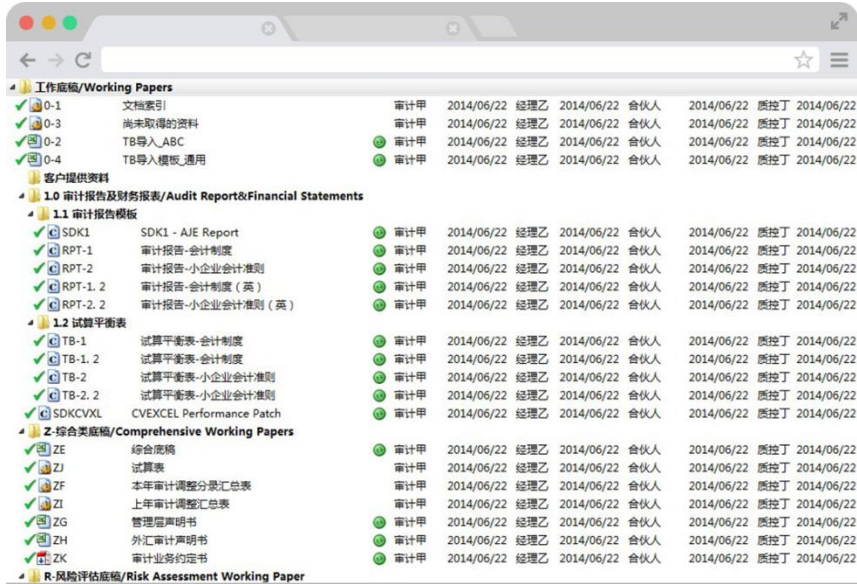 工作底稿/Working Papers
0-1 文档索引 审计甲 2014/06/22 经理乙 2014/06/22 合伙人 2014/06/22 质控丁 2014/06/22
0-3 尚未取得的资料 审计甲 2014/06/22 经理乙 2014/06/22 合伙人 2014/06/22 质控丁 2014/06/22
0-2 TB导入_ABC 审计甲 2014/06/22 经理乙 2014/06/22 合伙人 2014/06/22 质控丁 2014/06/22
0-4 TB导入模板_通用 审计甲 2014/06/22 经理乙 2014/06/22 合伙人 2014/06/22 质控丁 2014/06/22
客户提供资料
1.0 审计报告及财务报表/Audit Report&Financial Statements
1.1 审计报告模板
SDK1 SDK1 - AJE Report 审计甲 2014/06/22 经理乙 2014/06/22 合伙人 2014/06/22 质控丁 2014/06/22
RPT-1 审计报告-会计制度 审计甲 2014/06/22 经理乙 2014/06/22 合伙人 2014/06/22 质控丁 2014/06/22
RPT-2 审计报告-小企业会计准则 审计甲 2014/06/22 经理乙 2014/06/22 合伙人 2014/06/22 质控丁 2014/06/22
RPT-1.2 审计报告-会计制度（英） 审计甲 2014/06/22 经理乙 2014/06/22 合伙人 2014/06/22 质控丁 2014/06/22
RPT-2.2 审计报告-小企业会计准则（英） 审计甲 2014/06/22 经理乙 2014/06/22 合伙人 2014/06/22 质控丁 2014/06/22
1.2 试算平衡表
TB-1 试算平衡表-会计制度 审计甲 2014/06/22 经理乙 2014/06/22 合伙人 2014/06/22 质控丁 2014/06/22
TB-1.2 试算平衡表-会计制度 审计甲 2014/06/22 经理乙 2014/06/22 合伙人 2014/06/22 质控丁 2014/06/22
TB-2 试算平衡表-小企业会计准则 审计甲 2014/06/22 经理乙 2014/06/22 合伙人 2014/06/22 质控丁 2014/06/22
TB-2.2 试算平衡表-小企业会计准则 审计甲 2014/06/22 经理乙 2014/06/22 合伙人 2014/06/22 质控丁 2014/06/22
SDKCVXL CVEXCEL Performance Patch 审计甲 2014/06/22 经理乙 2014/06/22 合伙人 2014/06/22 质控丁 2014/06/22
Z-综合类底稿/Comprehensive Working Papers
ZE 综合底稿 审计甲 2014/06/22 经理乙 2014/06/22 合伙人 2014/06/22 质控丁 2014/06/22
ZJ 试算表 审计甲 2014/06/22 经理乙 2014/06/22 合伙人 2014/06/22 质控丁 2014/06/22
ZF 本年审计调整分录汇总表 审计甲 2014/06/22 经理乙 2014/06/22 合伙人 2014/06/22 质控丁 2014/06/22
ZI 上年审计调整汇总表 审计甲 2014/06/22 经理乙 2014/06/22 合伙人 2014/06/22 质控丁 2014/06/22
ZG 管理层声明书 审计甲 2014/06/22 经理乙 2014/06/22 合伙人 2014/06/22 质控丁 2014/06/22
ZH 外汇审计声明书 审计甲 2014/06/22 经理乙 2014/06/22 合伙人 2014/06/22 质控丁 2014/06/22
ZK 审计业务约定书 审计甲 2014/06/22 经理乙 2014/06/22 合伙人 2014/06/22 质控丁 2014/06/22
R-风险评估底稿/Risk Assessment Working Paper